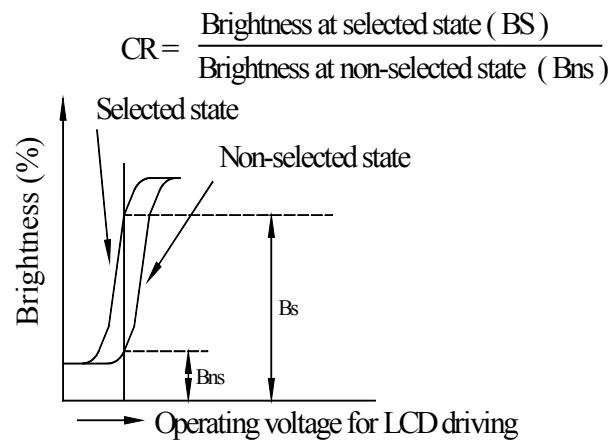 CR = Brightness at selected state ( BS )
Brightness at non-selected state ( Bns )
Selected state
Non-selected state
Brightness (%)
Bs
Bns
Operating voltage for LCD driving